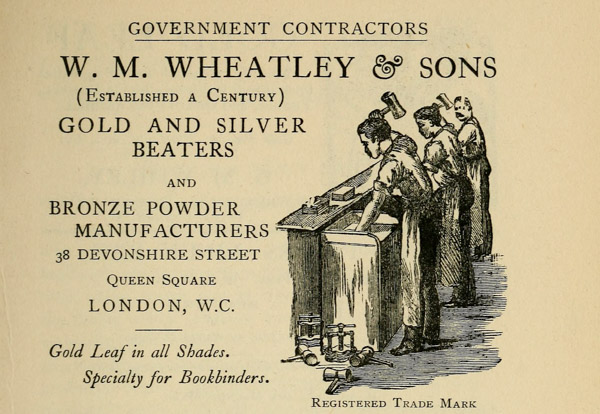 GOVERNMENT CONTRACTORS
W. M. WHEATLEY & SONS
(ESTABLISHED A CENTURY)
GOLD AND SILVER
BEATERS
AND
BRONZE POWDER
MANUFACTURERS
38 DEVONSHIRE STREET
QUEEN SQUARE
LONDON, W.C.
Gold Leaf in all Shades.
Specialty for Bookbinders.
REGISTERED TRADE MARK